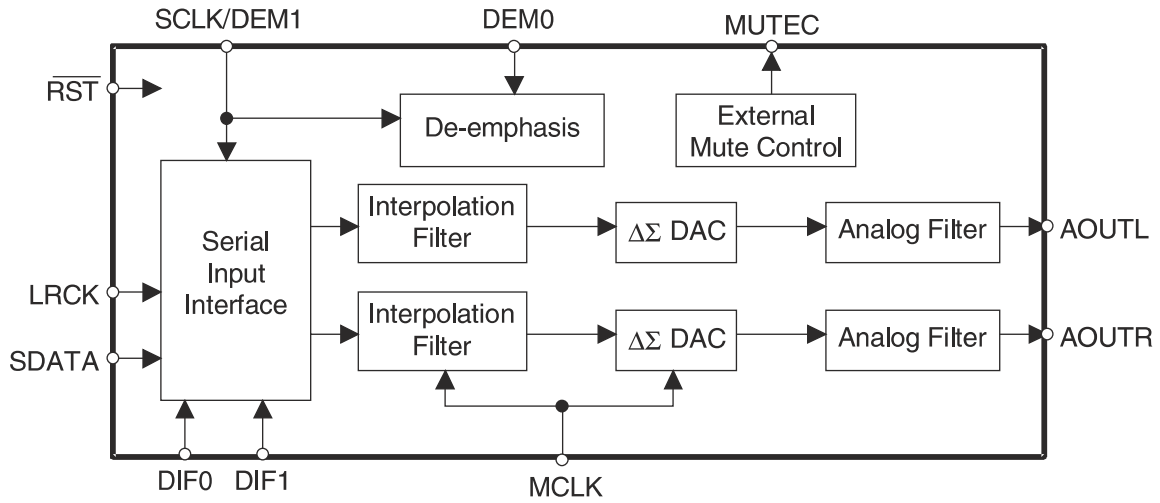 SCLK/DEM1
DEM0
MUTEC
RST
De-emphasis
External
Mute Control
Serial
Input
Interface
Interpolation
Filter
ΔΣ DAC
Analog Filter
AOUTL
LRCK
SDATA
Interpolation
Filter
ΔΣ DAC
Analog Filter
AOUTR
DIF0
DIF1
MCLK